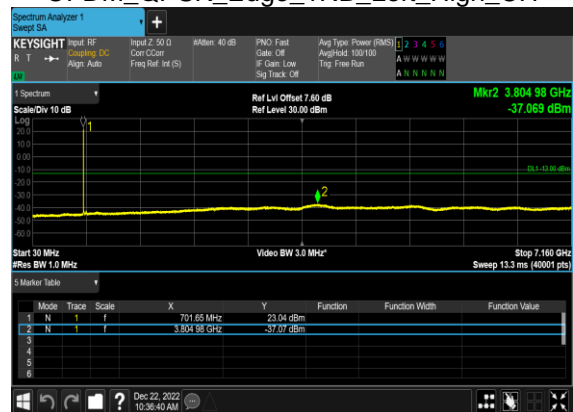 Spectrum Analyzer 1
Swept SA
+
KEYSIGHT Input: RF Input Z: 50 Ω #Atten: 40 dB PNO: Fast Avg Type: Power (RMS) 1 2 3 4 5 6
R T Coupling: DC Corr CCorr Gate: Off Avg|Hold: 100/100 A W W W W W
Align: Auto Freq Ref: Int (S) IF Gain: Low Trig: Free Run
LU Sig Track: Off A N N N N N
1 Spectrum Ref Lvl Offset 7.60 dB Mkr2 3.804 98 GHz
Scale/Div 10 dB Ref Level 30.00 dBm -37.069 dBm
Log
1
20.0
10.0
0.00
-10.0
DL1 -13.00 dBm
-20.0
-30.0
2
-40.0
-50.0
-60.0
Start 30 MHz Video BW 3.0 MHz* Stop 7.160 GHz
#Res BW 1.0 MHz Sweep 13.3 ms (40001 pts)
5 Marker Table
Mode Trace Scale X Y Function Function Width Function Value
1 N 1 f 701.65 MHz 23.04 dBm
2 N 1 f 3.804 98 GHz -37.07 dBm
3
4
5
6
? Dec 22, 2022
10:36:40 AM